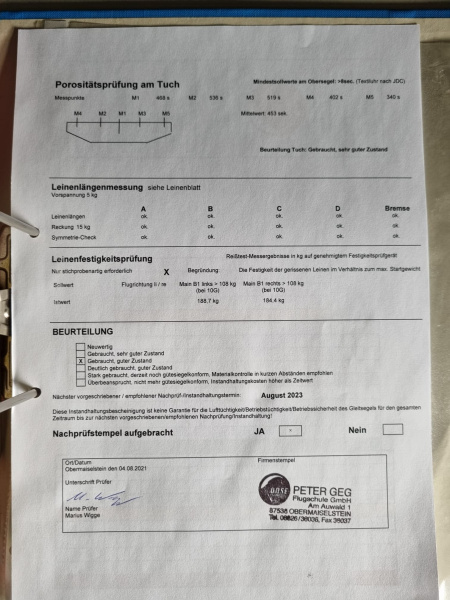 Porositätsprüfung am Tuch
Mindestsollwerte am Obersegel: >8sec. (Testluhr nach JDC)
Messpunkte M1 468 s M2 536 s M3 519 s M4 402 s M5 340 s
M4 M2 M1 M3 M5
Mittelwert: 453 sek.
Beurteilung Tuch: Gebraucht, sehr guter Zustand
Leinenlängenmessung siehe Leinenblatt
Vorspannung 5 kg
A B C D Bremse
Leinenlängen ok. ok. ok. ok. ok.
Reckung 15 kg ok. ok. ok. ok. ok.
Symmetrie-Check ok. ok. ok. ok. ok.
Leinenfestigkeitsprüfung
Reißtest-Messergebnisse in kg auf genehmigtem Festigkeitsprüfgerät
Nur stichprobenartig erforderlich X Begründung: Die Festigkeit der gerissenen Leinen im Verhältnis zum max. Startgewicht
Sollwert Flugrichtung li / re Main B1 links > 108 kg Main B1 rechts > 108 kg
(bei 10G) (bei 10G)
Istwert 188,7 kg 184,4 kg
BEURTEILUNG
Neuwertig
Gebraucht, sehr guter Zustand
X Gebraucht, guter Zustand
Deutlich gebraucht, guter Zustand
Stark gebraucht, derzeit noch gütesiegelkonform, Materialkontrolle in kurzen Abständen empfohlen
Überbeansprucht, nicht mehr gütesiegelkonform, Instandhaltungskosten höher als Zeitwert
Nächster vorgeschriebener / empfohlener Nachprüf-/Instandhaltungstermin: August 2023
Diese Instandhaltungsbescheinigung ist keine Garantie für die Lufttüchtigkeit/Betriebstüchtigkeit/Betriebssicherheit des Gleitsegels für den gesamten
Zeitraum bis zur nächsten vorgeschriebenen/empfohlenen Nachprüfung/Instandhaltung!
Nachprüfstempel aufgebracht JA - Nein
Ort/Datum
Obermaiselstein den 04.08.2021
Firmenstempel
Unterschrift Prüfer
Name Prüfer
Marius Wigge
OASE
PETER GEG
Flugschule GmbH
Am Auwald 1
87538 OBERMAISELSTEIN
Tel. 08326/38036, Fax 38037